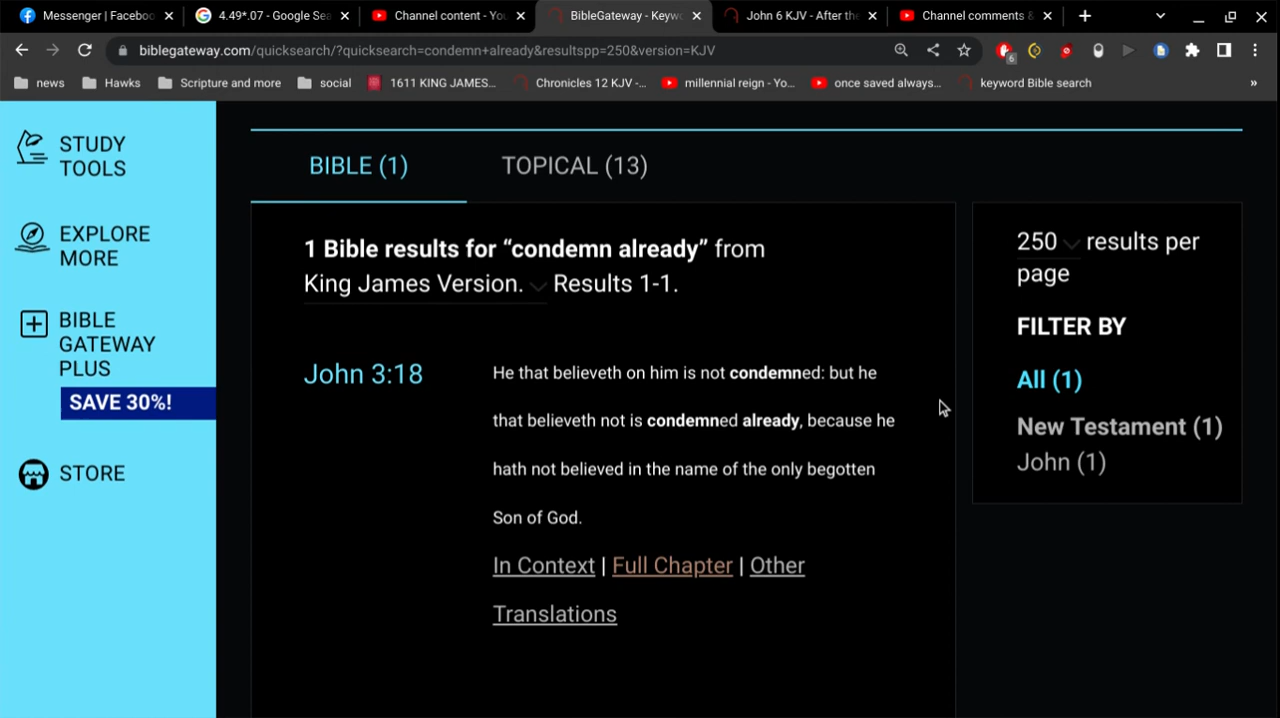 Messenger | Faceboo
4.49*.07 - Google Sea
Channel content - You
BibleGateway - Keywo
John 6 KJV - After the
Channel comments &
biblegateway.com/quicksearch/?quicksearch=condemn+already&resultspp=250&version=KJV
6
news
Hawks
Scripture and more
social
1611 KING JAMES...
Chronicles 12 KJV -...
millennial reign - Yo...
once saved always...
keyword Bible search
»
STUDY
TOOLS
EXPLORE
MORE
BIBLE
GATEWAY
PLUS
SAVE 30%!
STORE
BIBLE (1)
TOPICAL (13)
1 Bible results for “condemn already” from
King James Version. Results 1-1.
John 3:18
He that believeth on him is not condemned: but he
that believeth not is condemned already, because he
hath not believed in the name of the only begotten
Son of God.
In Context | Full Chapter | Other
Translations
250 results per
page
FILTER BY
All (1)
New Testament (1)
John (1)